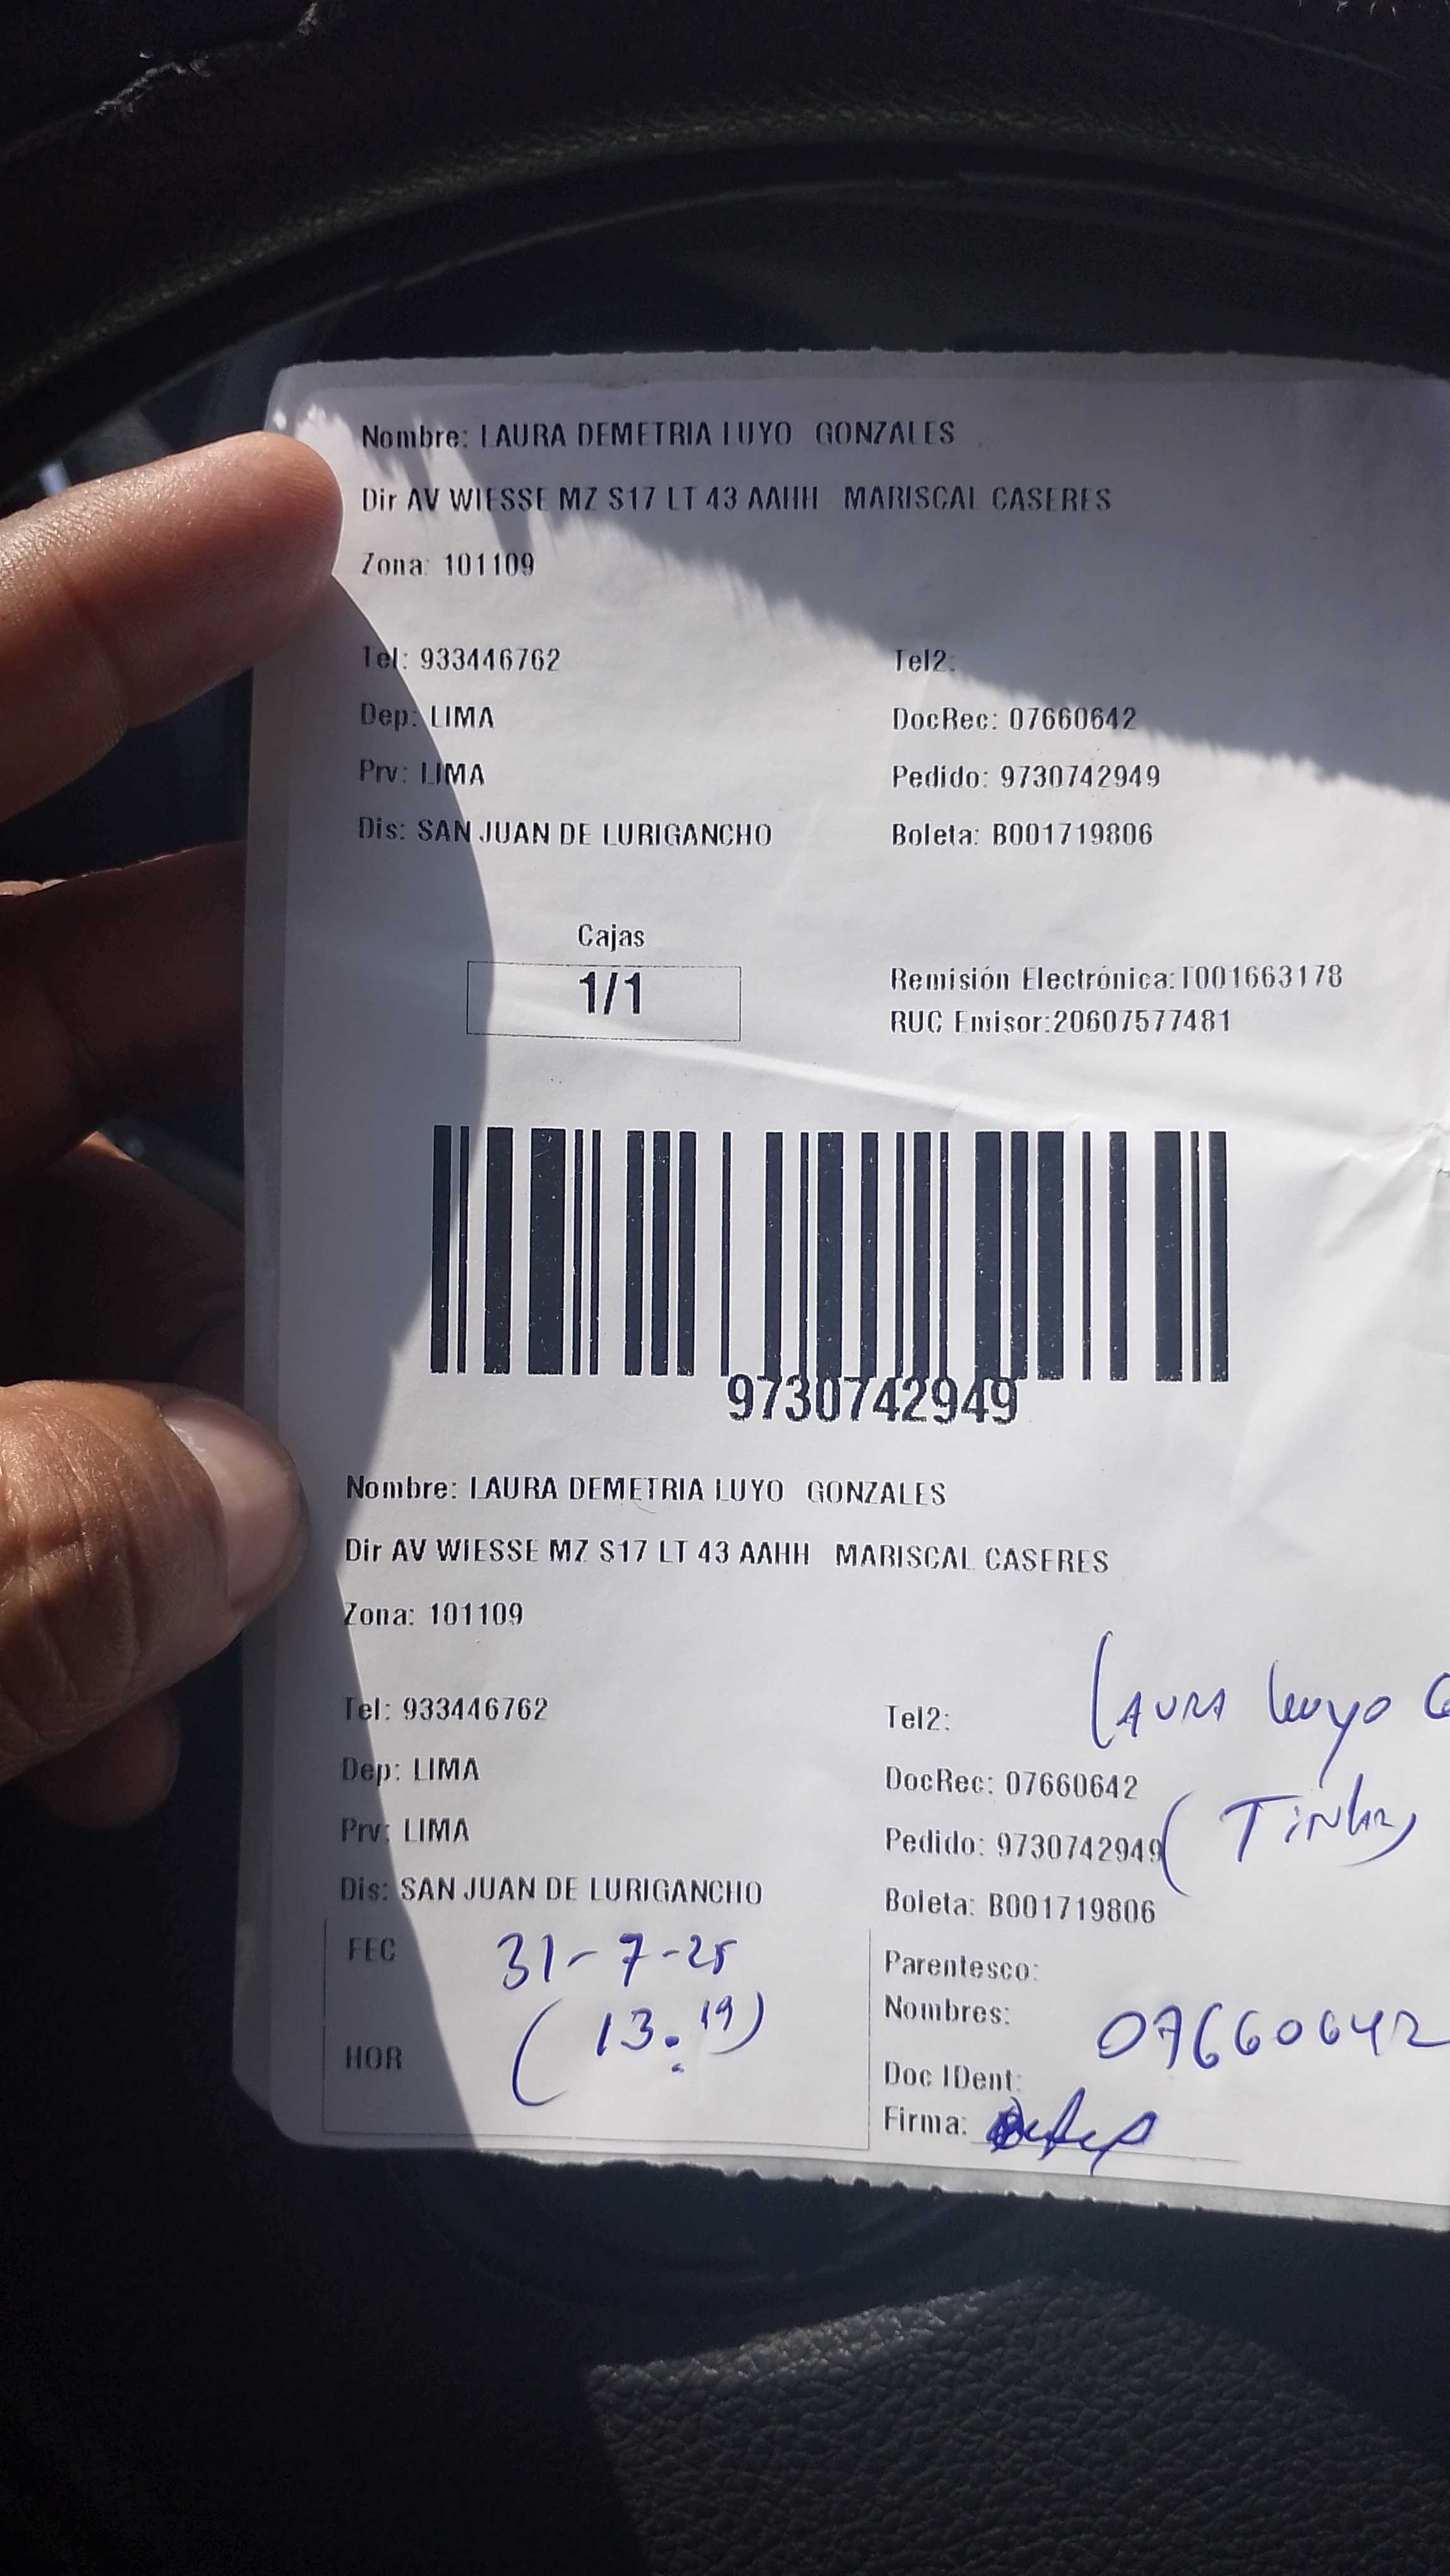 Nombre: LAURA DEMETRIA LUYO GONZALES
Dir AV WIESSE MZ S17 LT 43 AAHH MARISCAL CASERES
Zona: 101109
Tel: 933446762 Tel2:
Dep: LIMA DocRec: 07660642
Prv: LIMA Pedido: 9730742949
Dis: SAN JUAN DE LURIGANCHO Boleta: B001719806
Cajas
1/1
Remisión Electrónica:T001663178
RUC Emisor:20607577481
9730742949
Nombre: LAURA DEMETRIA LUYO GONZALES
Dir AV WIESSE MZ S17 LT 43 AAHH MARISCAL CASERES
Zona: 101109
LAURA Luyo G
Tel: 933446762 Tel2:
Dep: LIMA DocRec: 07660642
Prv: LIMA Pedido: 9730742949
Dis: SAN JUAN DE LURIGANCHO Boleta: B001719806
FEC 31-7-25 Parentesco:
(13:19) Nombres:
07660642
HOR Doc IDent:
Firma: